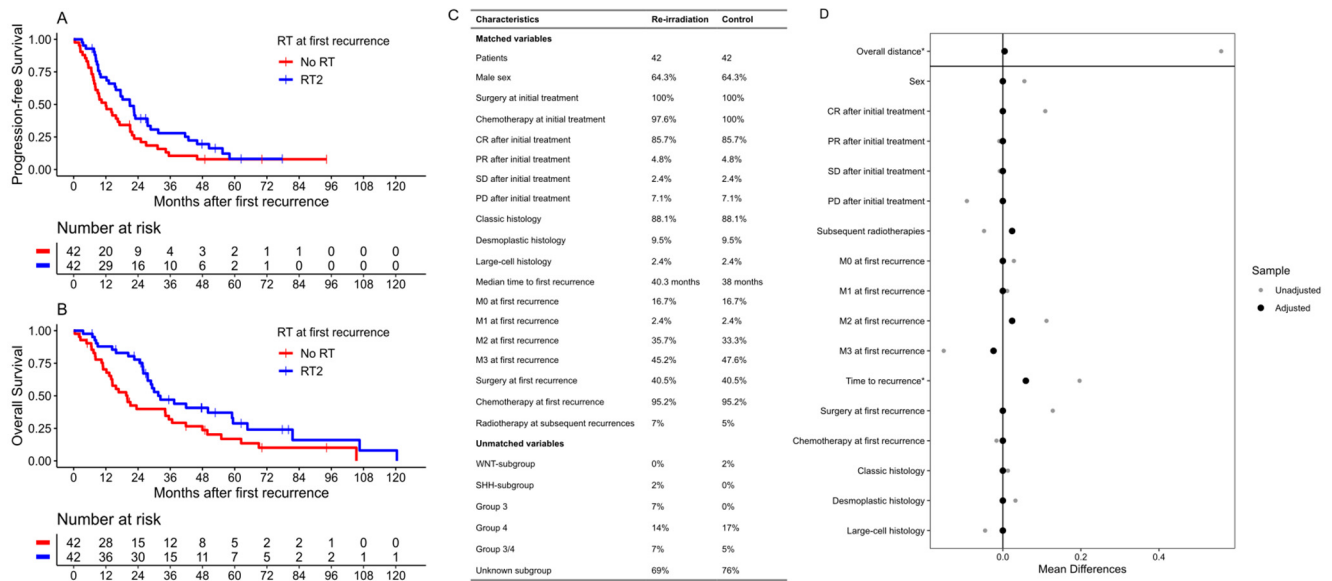 A
RT at first recurrence
No RT
RT2
Progression-free Survival
1.00
0.75
0.50
0.25
0.00
0 12 24 36 48 60 72 84 96 108 120
Months after first recurrence
Number at risk
42 20 9 4 3 2 1 1 0 0 0
42 29 16 10 6 2 1 0 0 0 0
0 12 24 36 48 60 72 84 96 108 120
B
RT at first recurrence
No RT
RT2
Overall Survival
1.00
0.75
0.50
0.25
0.00
0 12 24 36 48 60 72 84 96 108 120
Months after first recurrence
Number at risk
42 28 15 12 8 5 2 2 1 0 0
42 36 30 15 11 7 5 2 2 1 1
0 12 24 36 48 60 72 84 96 108 120
C
Characteristics Re-irradiation Control
Matched variables
Patients 42 42
Male sex 64.3% 64.3%
Surgery at initial treatment 100% 100%
Chemotherapy at initial treatment 97.6% 100%
CR after initial treatment 85.7% 85.7%
PR after initial treatment 4.8% 4.8%
SD after initial treatment 2.4% 2.4%
PD after initial treatment 7.1% 7.1%
Classic histology 88.1% 88.1%
Desmoplastic histology 9.5% 9.5%
Large-cell histology 2.4% 2.4%
Median time to first recurrence 40.3 months 38 months
M0 at first recurrence 16.7% 16.7%
M1 at first recurrence 2.4% 2.4%
M2 at first recurrence 35.7% 33.3%
M3 at first recurrence 45.2% 47.6%
Surgery at first recurrence 40.5% 40.5%
Chemotherapy at first recurrence 95.2% 95.2%
Radiotherapy at subsequent recurrences 7% 5%
Unmatched variables
WNT-subgroup 0% 2%
SHH-subgroup 2% 0%
Group 3 7% 0%
Group 4 14% 17%
Group 3/4 7% 5%
Unknown subgroup 69% 76%
D
Overall distance*
Sex
CR after initial treatment
PR after initial treatment
SD after initial treatment
PD after initial treatment
Subsequent radiotherapies
M0 at first recurrence
M1 at first recurrence
M2 at first recurrence
M3 at first recurrence
Time to recurrence*
Surgery at first recurrence
Chemotherapy at first recurrence
Classic histology
Desmoplastic histology
Large-cell histology
0.0 0.2 0.4
Mean Differences
Sample
Unadjusted
Adjusted